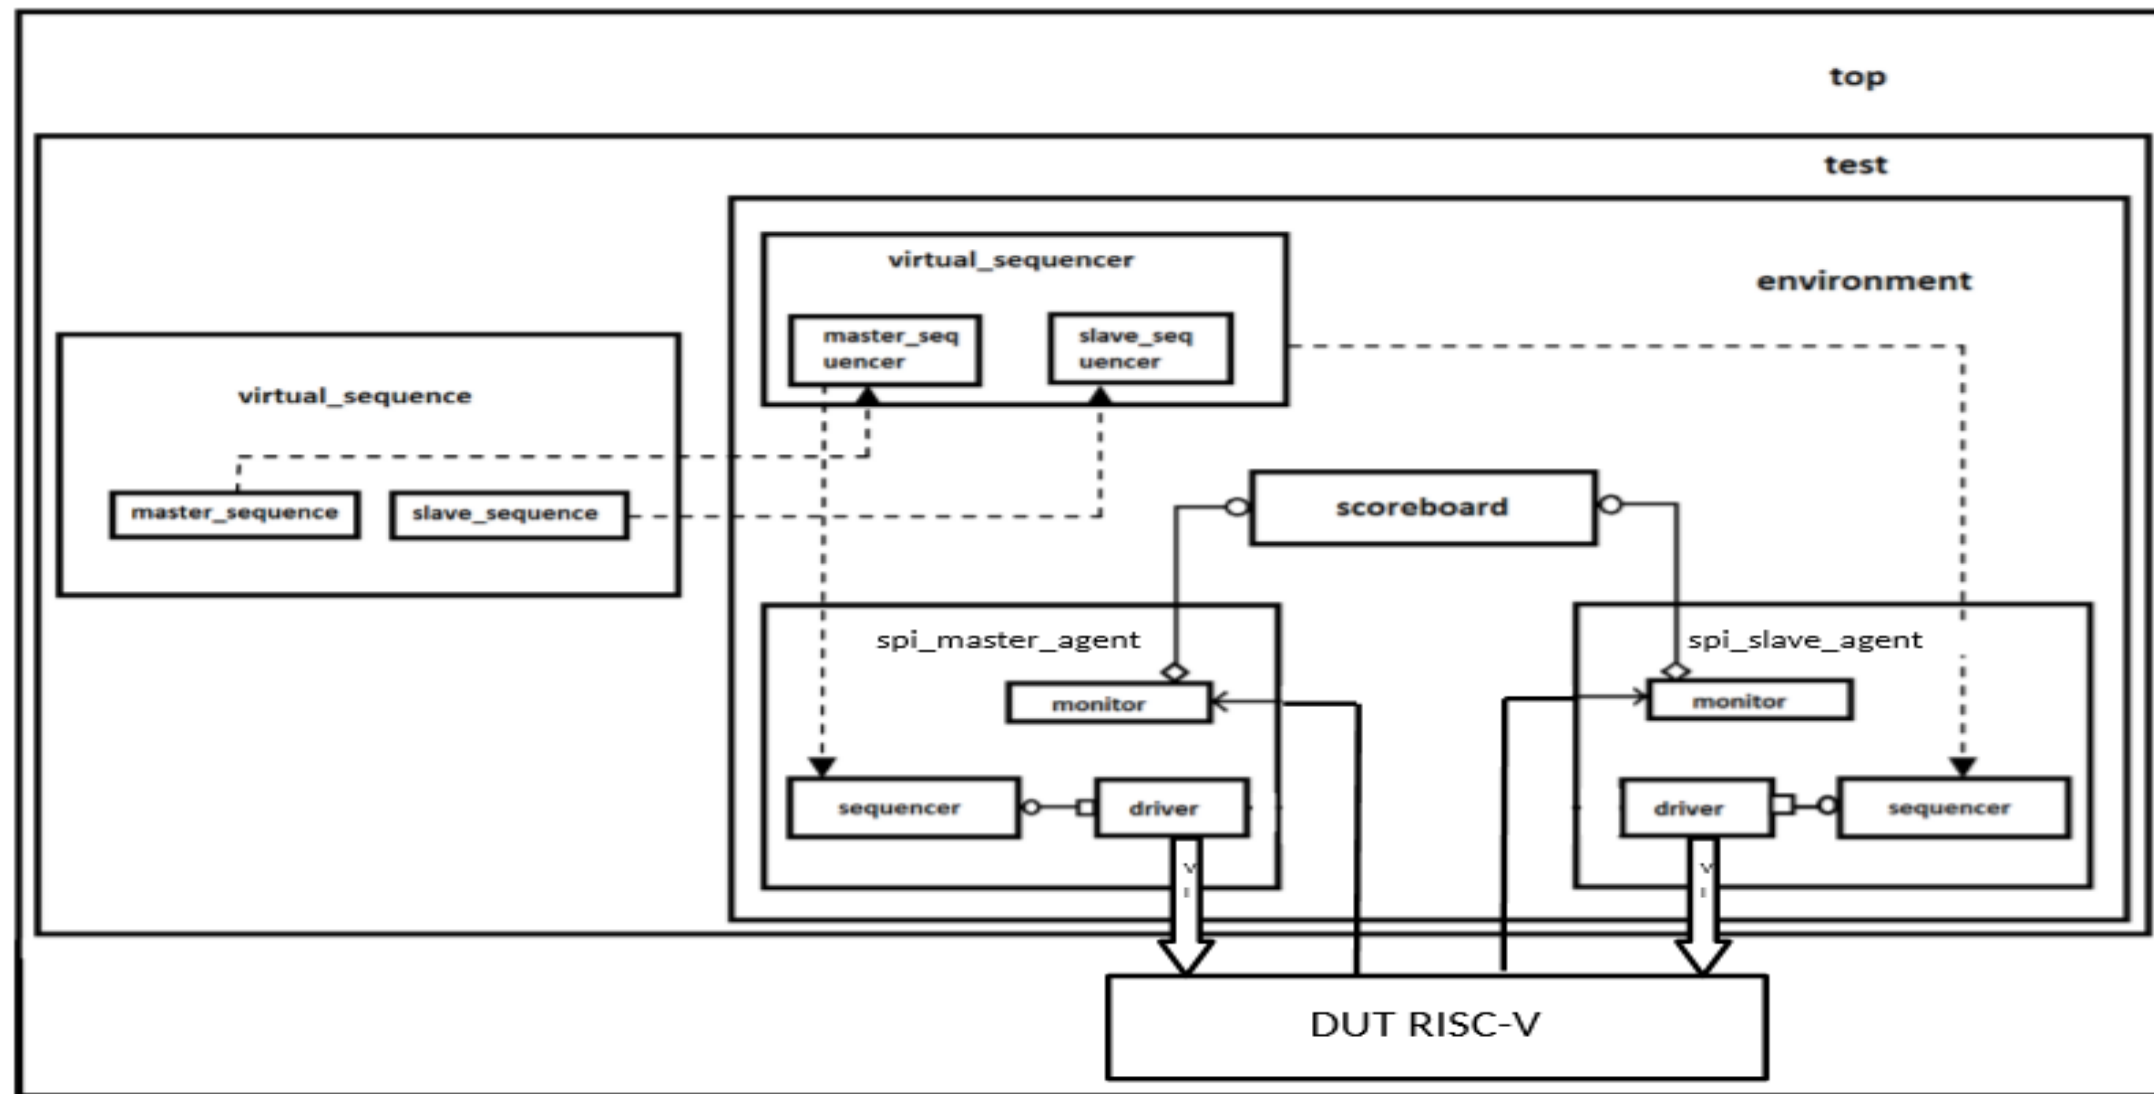 top
test
environment
virtual_sequencer
master_seq
uencer
slave_seq
uencer
virtual_sequence
master_sequence
slave_sequence
scoreboard
spi_master_agent
monitor
sequencer
driver
V
I
spi_slave_agent
monitor
driver
sequencer
V
I
DUT RISC-V